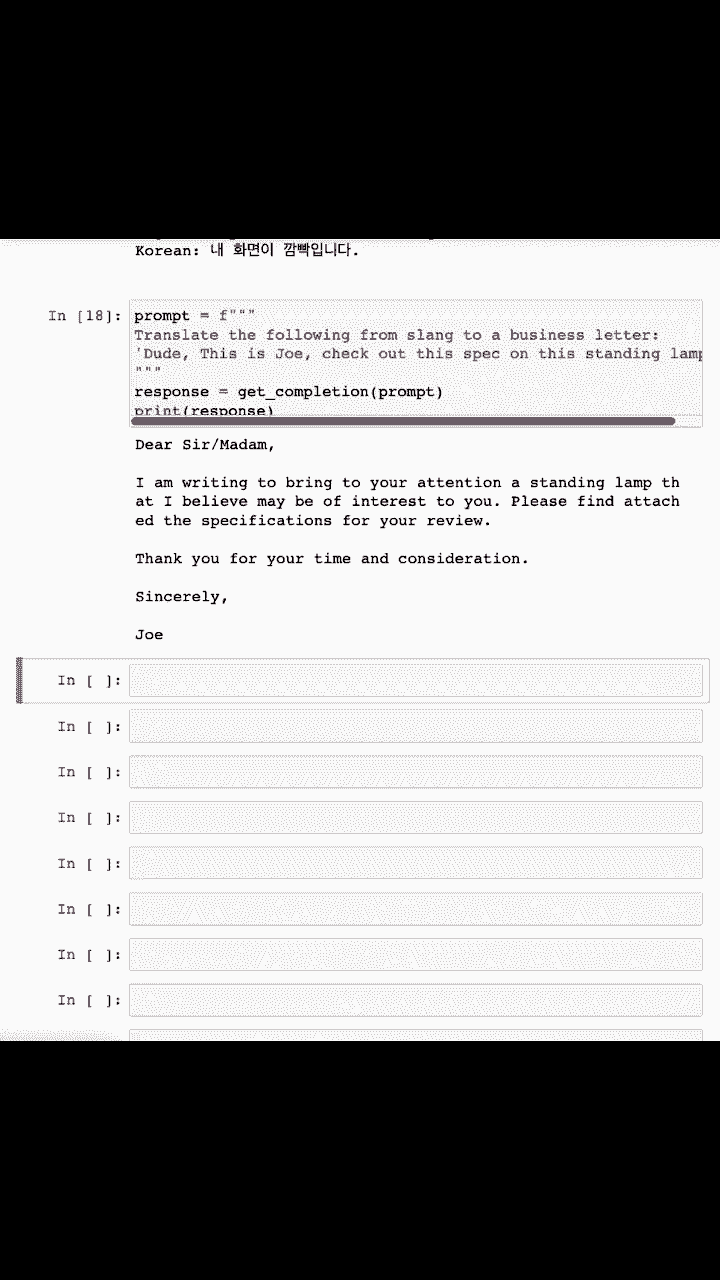 Korean: 내 화면이 깜빡입니다.
In [18]: prompt = f"""
Translate the following from slang to a business letter:
'Dude, This is Joe, check out this spec on this standing lamp
"""
response = get_completion(prompt)
print(response)
Dear Sir/Madam,
I am writing to bring to your attention a standing lamp th
at I believe may be of interest to you. Please find attach
ed the specifications for your review.
Thank you for your time and consideration.
Sincerely,
Joe
In [ ]:
In [ ]:
In [ ]:
In [ ]:
In [ ]:
In [ ]:
In [ ]:
In [ ]: